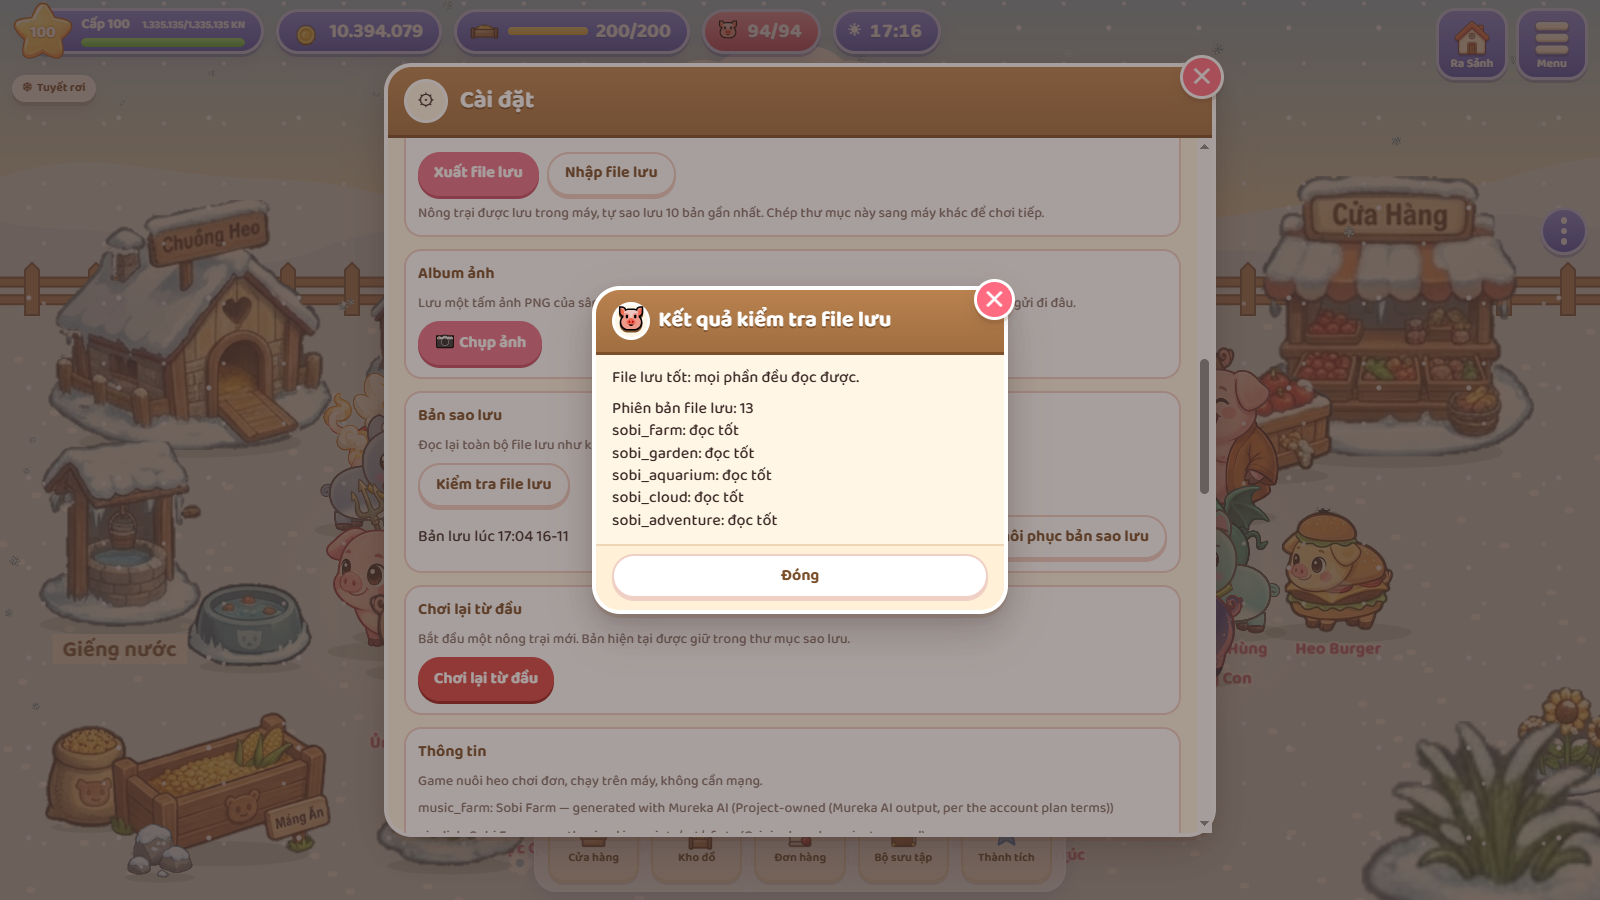 100
Cấp 100
1.335.135/1.335.135 KN
10.394.079
200/200
94/94
17:16
Ra Sảnh
Menu
Tuyết rơi
Cài đặt
Xuất file lưu
Nhập file lưu
Nông trại được lưu trong máy, tự sao lưu 10 bản gần nhất. Chép thư mục này sang máy khác để chơi tiếp.
Chuồng Heo
Cửa Hàng
Album ảnh
Lưu một tấm ảnh PNG của
gửi đi đâu.
Chụp ảnh
Kết quả kiểm tra file lưu
File lưu tốt: mọi phần đều đọc được.
Phiên bản file lưu: 13
sobi_farm: đọc tốt
sobi_garden: đọc tốt
sobi_aquarium: đọc tốt
sobi_cloud: đọc tốt
sobi_adventure: đọc tốt
Đóng
Bản sao lưu
Đọc lại toàn bộ file lưu như
Kiểm tra file lưu
Bản lưu lúc 17:04 16-11
phục bản sao lưu
Chơi lại từ đầu
Bắt đầu một nông trại mới. Bản hiện tại được giữ trong thư mục sao lưu.
Chơi lại từ đầu
Giếng nước
Hùng
Heo Burger
Con
Thông tin
Game nuôi heo chơi đơn, chạy trên máy, không cần mạng.
music_farm: Sobi Farm — generated with Mureka AI (Project-owned (Mureka AI output, per the account plan terms))
Máng Ăn
Cửa hàng
Kho đồ
Đơn hàng
Bộ sưu tập
Thành tích